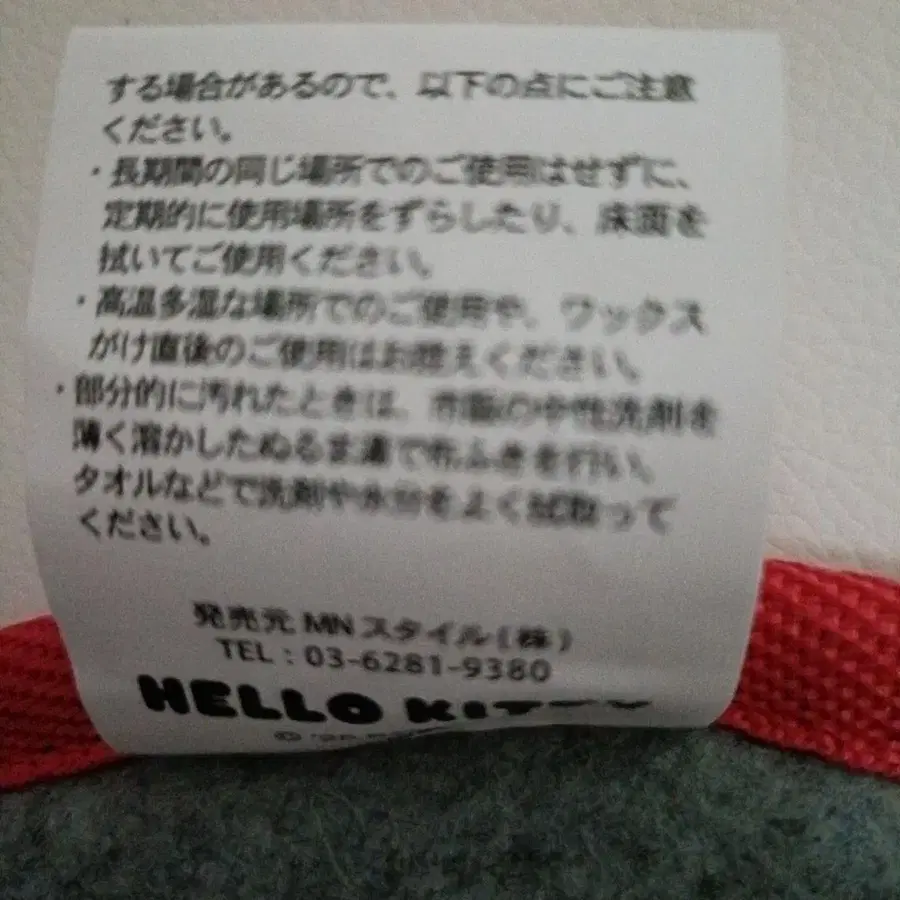 する場合があるので、以下の点にご注意
ください。
・長期間の同じ場所でのご使用はせずに、
定期的に使用場所をずらしたり、床面を
拭いてご使用ください。
・高温多湿な場所でのご使用や、ワックス
がけ直後のご使用はお控えください。
・部分的に汚れたときは、市販の中性洗剤を
薄く溶かしたぬるま湯で布ふきを行い、
タオルなどで洗剤や水分をよく拭取って
ください。
発売元 MN スタイル(株)
TEL:03-6281-9380
HELLO KITTY
©